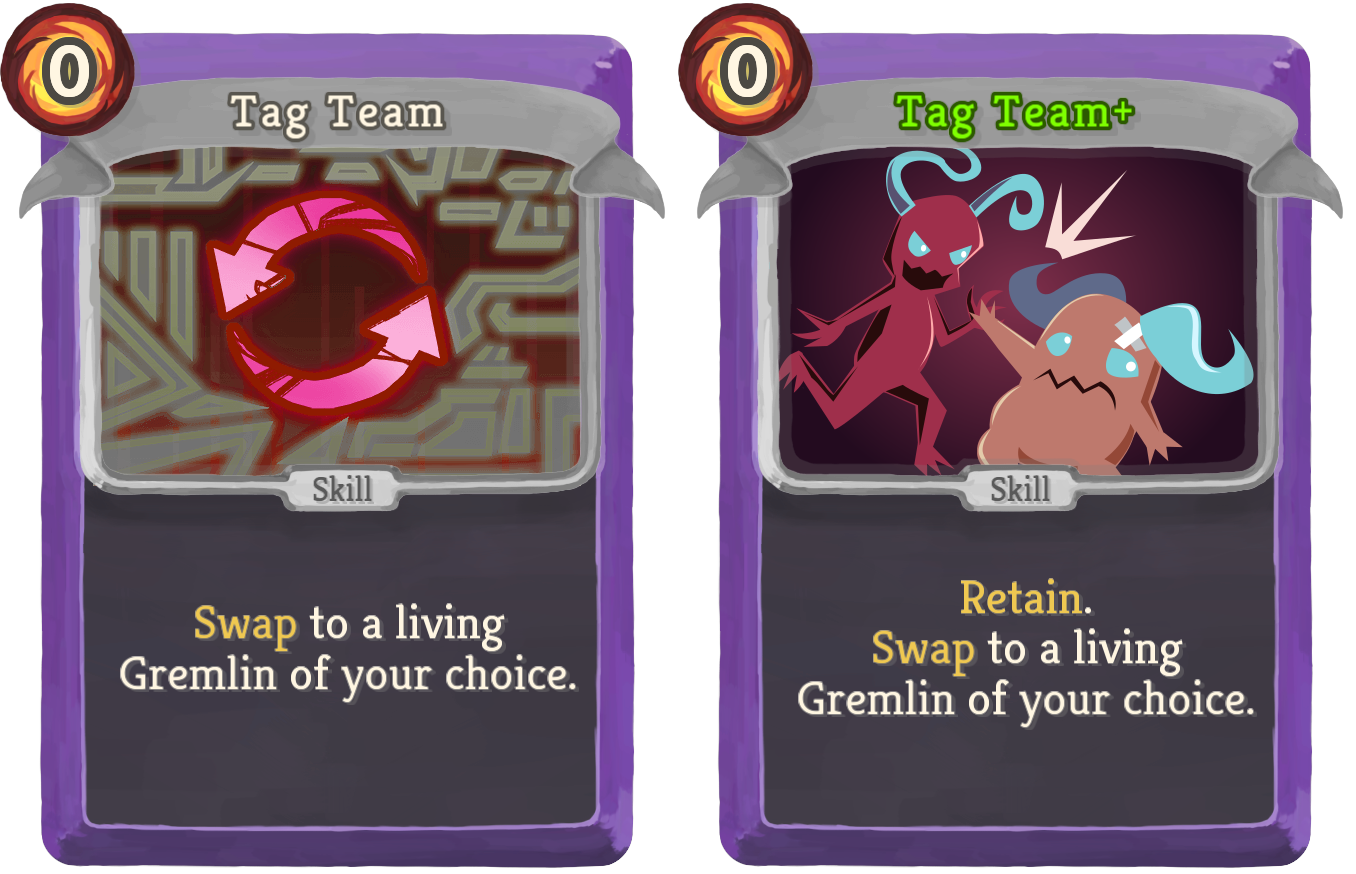 0
Tag Team
Skill
Swap to a living
Gremlin of your choice.
0
Tag Team+
Skill
Retain.
Swap to a living
Gremlin of your choice.